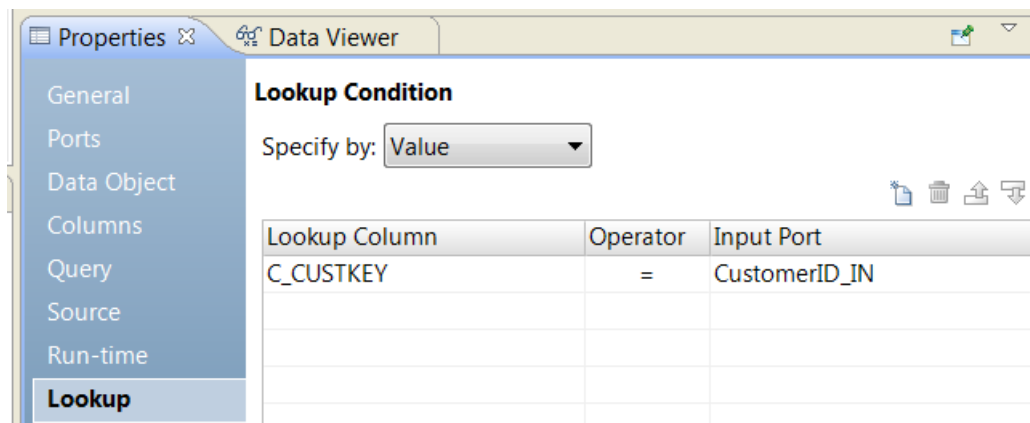 Properties Data Viewer
General
Ports
Data Object
Columns
Query
Source
Run-time
Lookup
Lookup Condition
Specify by: Value
Lookup Column Operator Input Port
C_CUSTKEY = CustomerID_IN